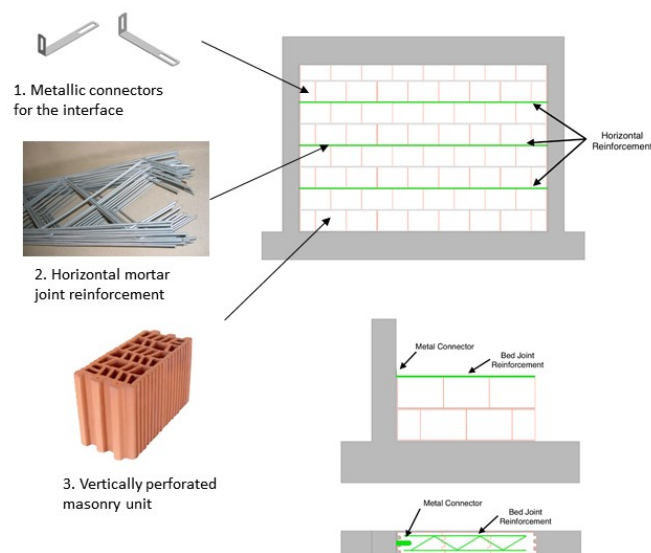 1. Metallic connectors
for the interface
Horizontal
Reinforcement
2. Horizontal mortar
joint reinforcement
Metal Connector
Bed Joint
Reinforcement
3. Vertically perforated
masonry unit
Metal Connector
Bed Joint
Reinforcement